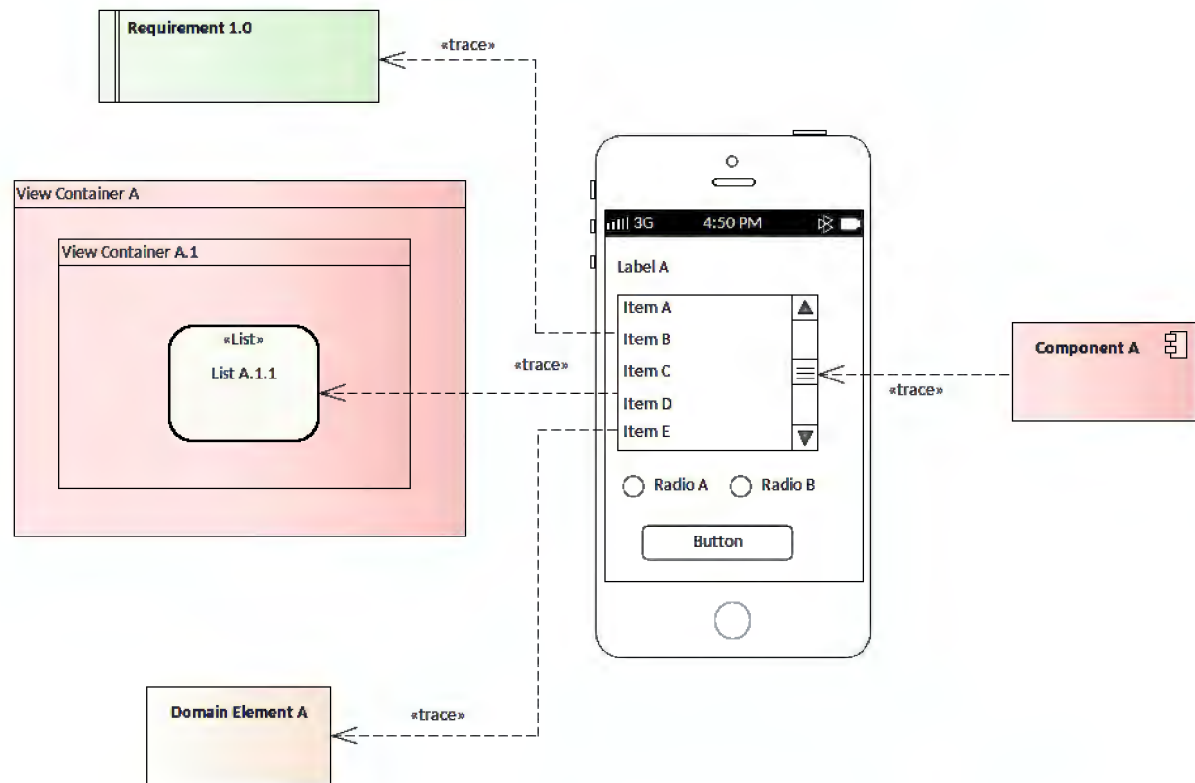 Requirement 1.0
«trace»
View Container A
View Container A.1
«List»
List A.1.1
3G 4:50 PM
Label A
Item A
Item B
Item C
Item D
Item E
«trace»
Component A
«trace»
Radio A Radio B
Button
Domain Element A
«trace»